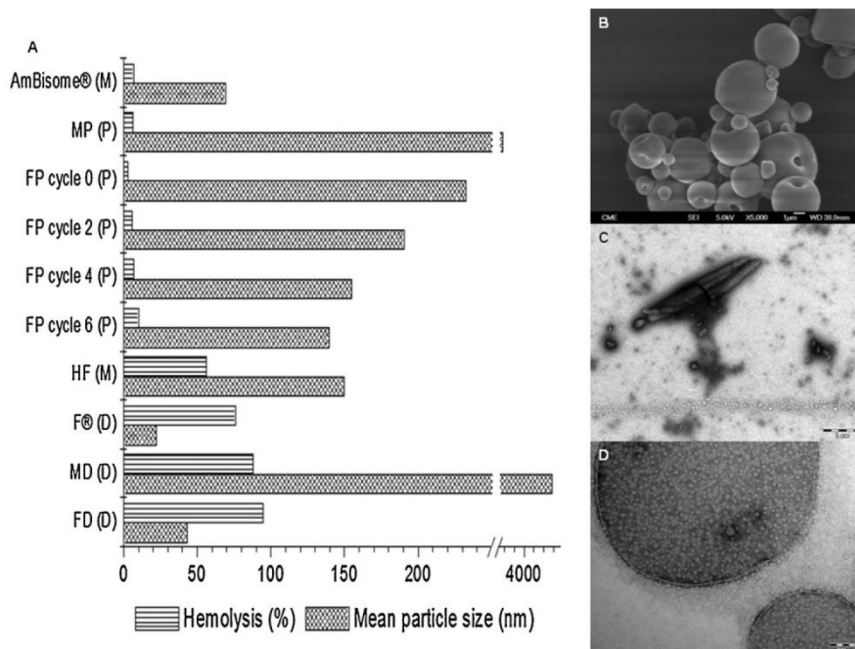 A
AmBisome® (M)
MP (P)
FP cycle 0 (P)
FP cycle 2 (P)
FP cycle 4 (P)
FP cycle 6 (P)
HF (M)
F® (D)
MD (D)
FD (D)
0 50 100 150 200 4000
Hemolysis (%) Mean particle size (nm)
B
CME SEI 5.0kV X5,000 1µm WD 38.9mm
C
D